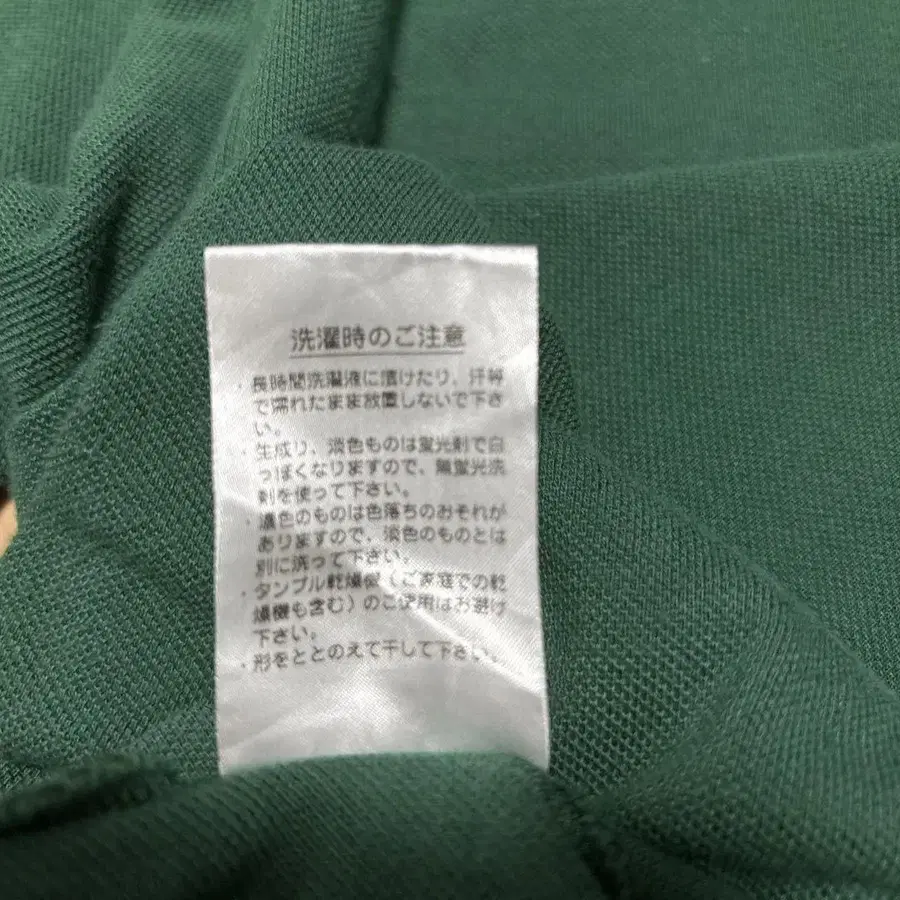 洗濯時のご注意
・長時間洗濯液に漬けたり、汗等
で濡れたまま放置しないで下さ
い。
・生成り、淡色ものは蛍光剤で白
っぽくなりますので、無蛍光洗
剤を使って下さい。
・濃色のものは色落ちのおそれが
ありますので、淡色のものとは
別に洗って下さい。
・タンブル乾燥機（ご家庭での乾
燥機も含む）のご使用はお避け
下さい。
・形をととのえて干して下さい。